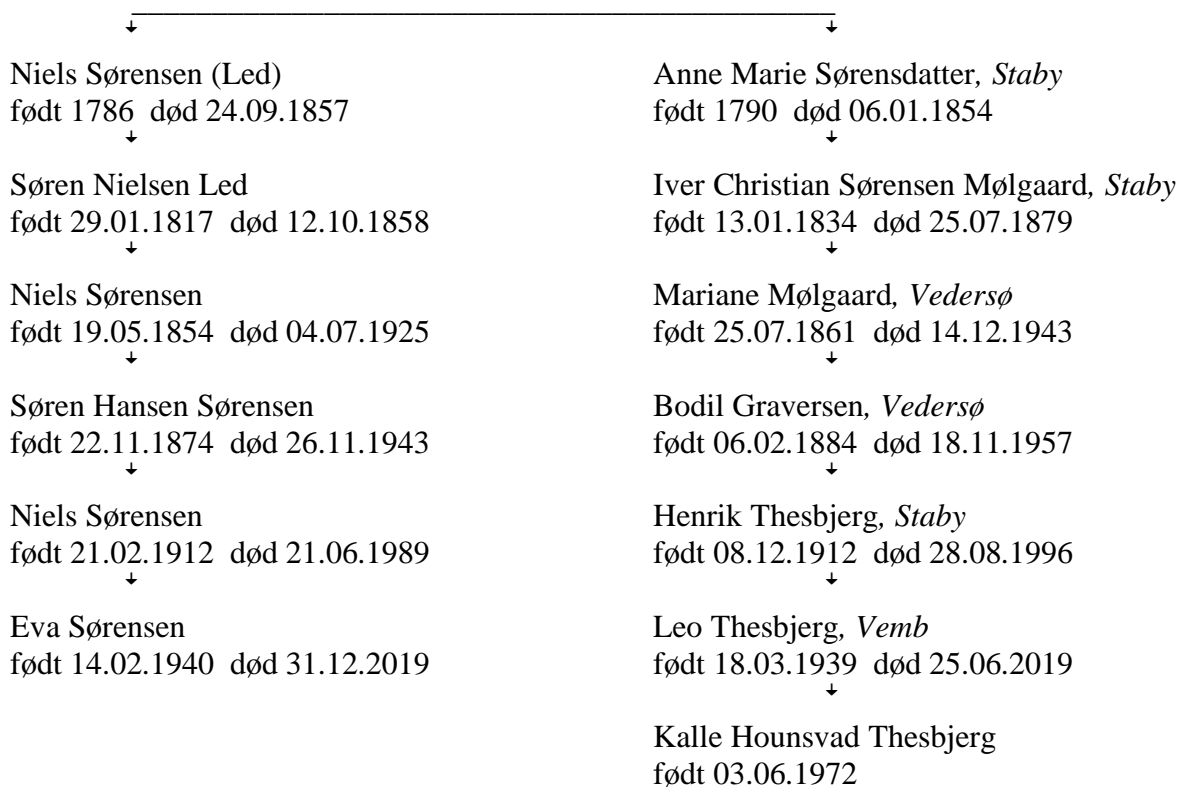 Niels Sørensen (Led)
født 1786 død 24.09.1857
Søren Nielsen Led
født 29.01.1817 død 12.10.1858
Niels Sørensen
født 19.05.1854 død 04.07.1925
Søren Hansen Sørensen
født 22.11.1874 død 26.11.1943
Niels Sørensen
født 21.02.1912 død 21.06.1989
Eva Sørensen
født 14.02.1940 død 31.12.2019
Anne Marie Sørensdatter, Staby
født 1790 død 06.01.1854
Iver Christian Sørensen Mølgaard, Staby
født 13.01.1834 død 25.07.1879
Mariane Mølgaard, Vedersø
født 25.07.1861 død 14.12.1943
Bodil Graversen, Vedersø
født 06.02.1884 død 18.11.1957
Henrik Thesbjerg, Staby
født 08.12.1912 død 28.08.1996
Leo Thesbjerg, Vemb
født 18.03.1939 død 25.06.2019
Kalle Hounsvad Thesbjerg
født 03.06.1972